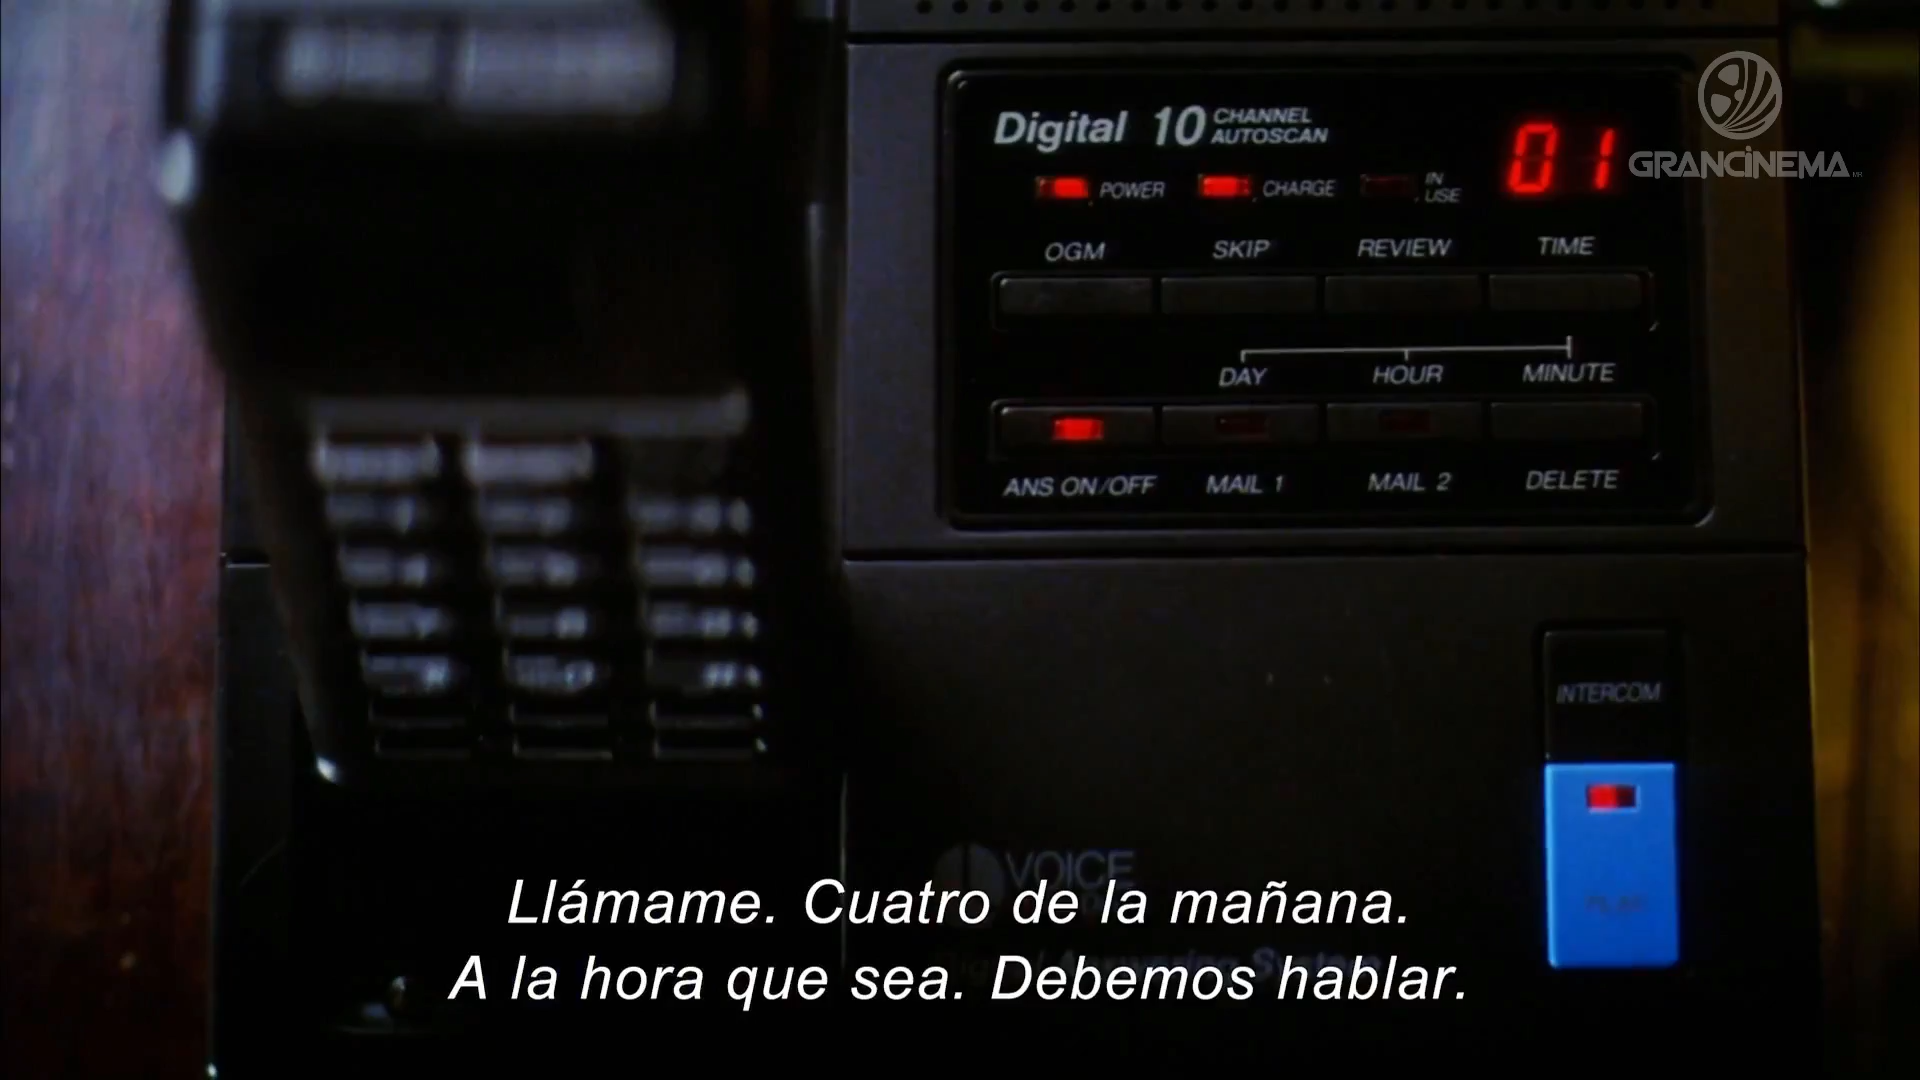 Digital 10 CHANNEL AUTOSCAN
01
GRANCINEMA
POWER
CHARGE
IN USE
OGM
SKIP
REVIEW
TIME
DAY
HOUR
MINUTE
ANS ON/OFF
MAIL 1
MAIL 2
DELETE
INTERCOM
PLAY
VOICE
Llámame. Cuatro de la mañana.
A la hora que sea. Debemos hablar.